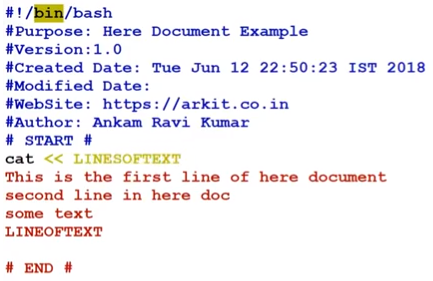 #!/bin/bash
#Purpose: Here Document Example
#Version:1.0
#Created Date: Tue Jun 12 22:50:23 IST 2018
#Modified Date:
#WebSite: https://arkit.co.in
#Author: Ankam Ravi Kumar
# START #
cat << LINESOFTEXT
This is the first line of here document
second line in here doc
some text
LINEOFTEXT
# END #